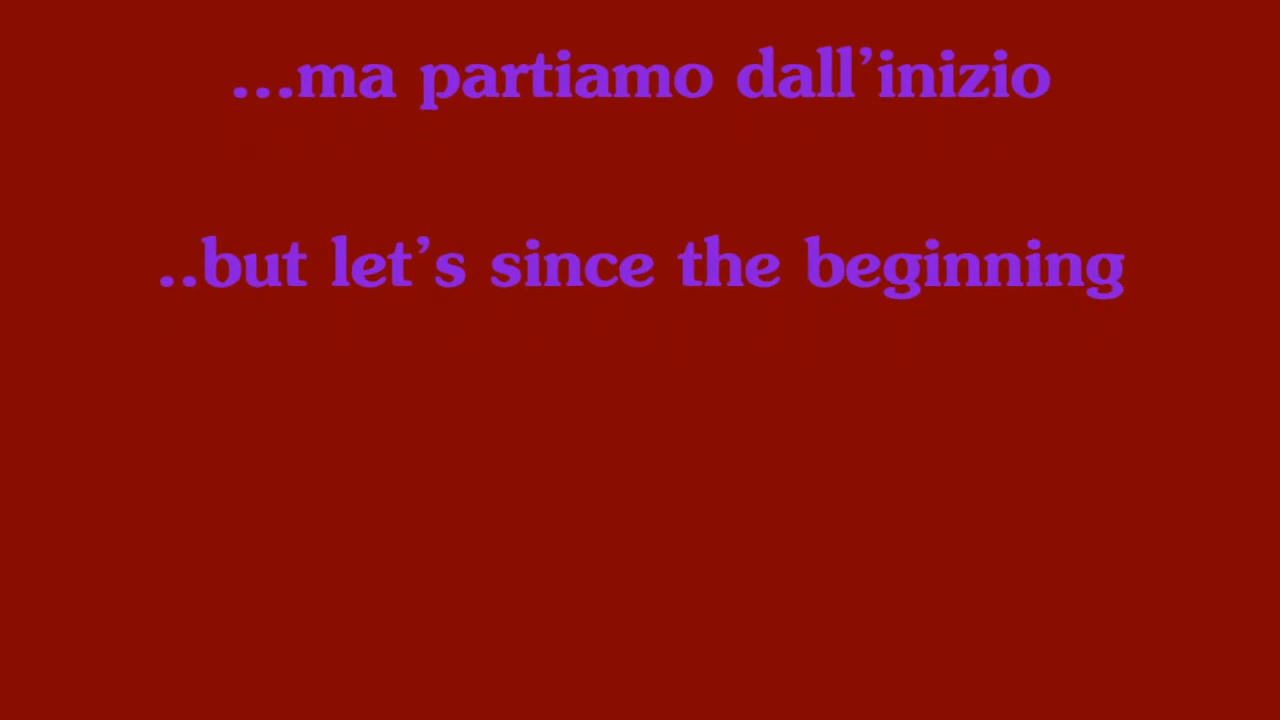 ...ma partiamo dall’inizio
..but let’s since the beginning